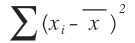 ∑(xᵢ – x̄)²